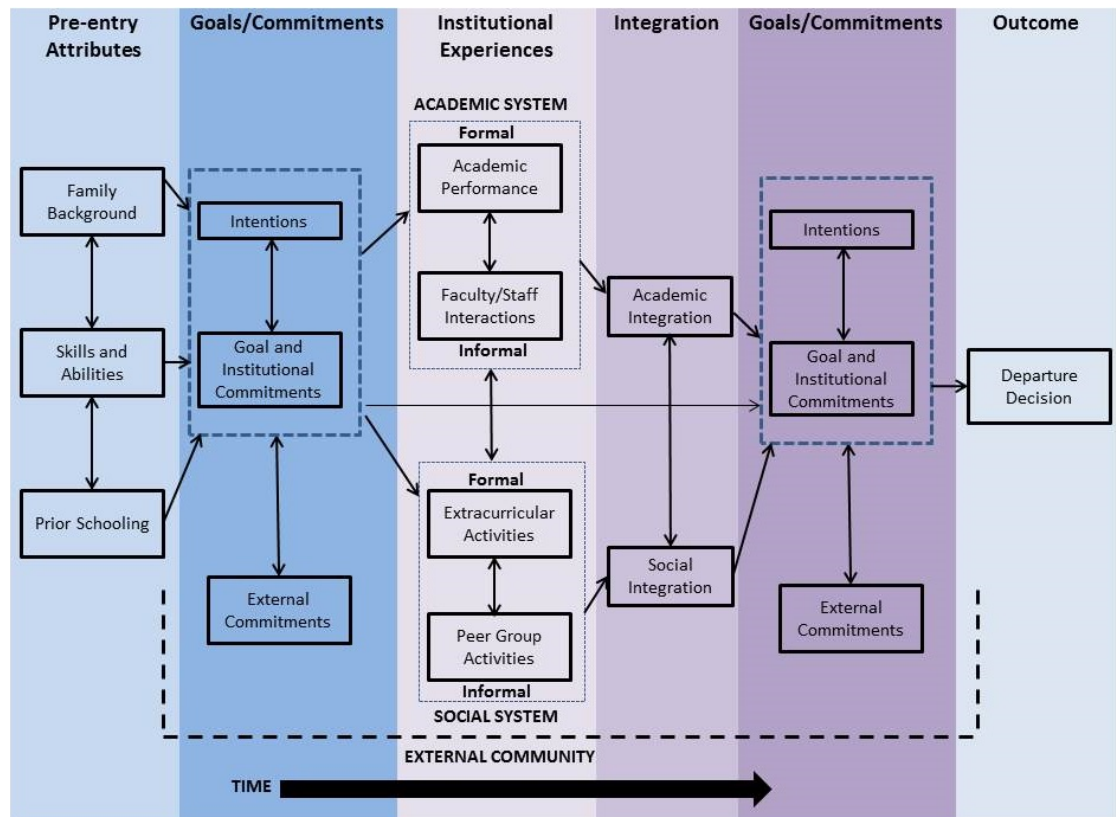 Pre-entry
Attributes
Goals/Commitments
Institutional
Experiences
Integration
Goals/Commitments
Outcome
Family
Background
Skills and
Abilities
Prior Schooling
Intentions
Goal and
Institutional
Commitments
External
Commitments
ACADEMIC SYSTEM
Formal
Academic
Performance
Faculty/Staff
Interactions
Informal
Formal
Extracurricular
Activities
Peer Group
Activities
Informal
SOCIAL SYSTEM
Academic
Integration
Social
Integration
Intentions
Goal and
Institutional
Commitments
External
Commitments
Departure
Decision
EXTERNAL COMMUNITY
TIME